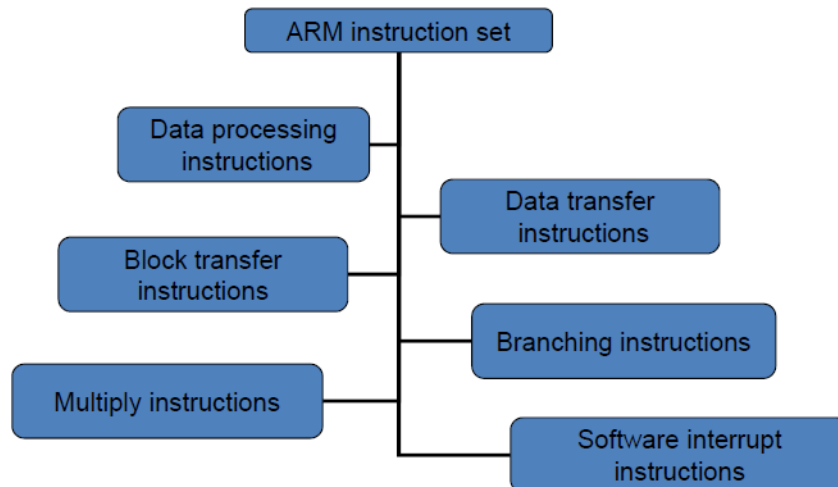 ARM instruction set
Data processing
instructions
Data transfer
instructions
Block transfer
instructions
Branching instructions
Multiply instructions
Software interrupt
instructions